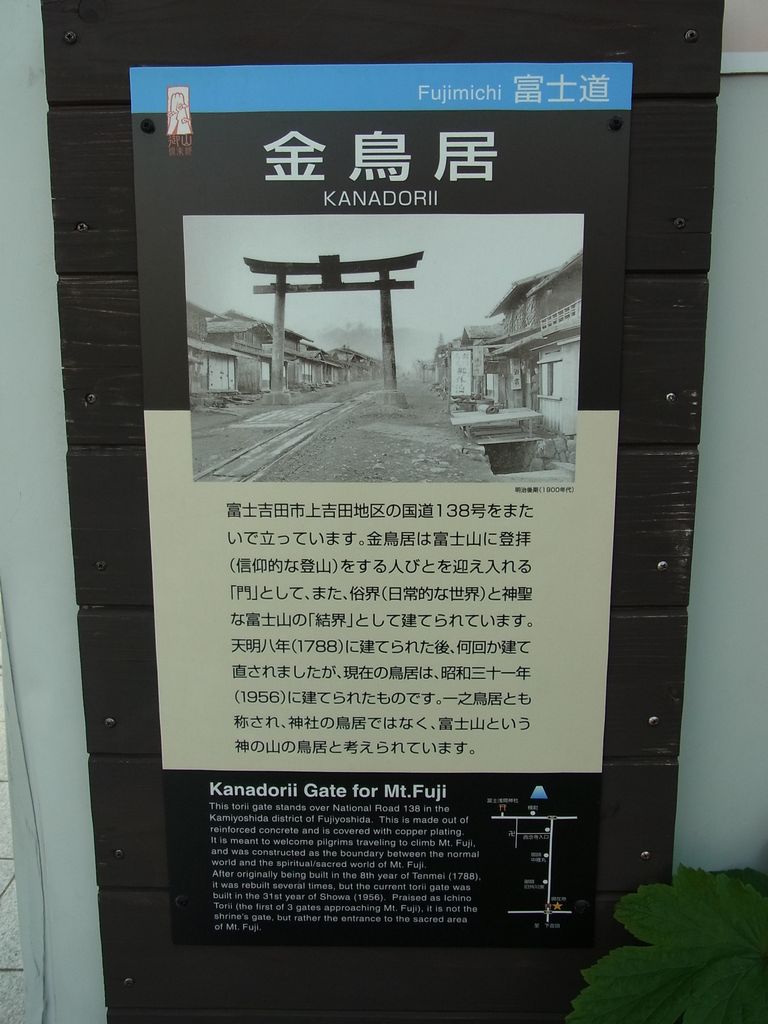 Fujimichi 富士道
金鳥居
KANADORII
明治後期(1900年代)
富士吉田市上吉田地区の国道138号をまた
いで立っています。金鳥居は富士山に登拝
(信仰的な登山)をする人びとを迎え入れる
「門」として、また、俗界(日常的な世界)と神聖
な富士山の「結界」として建てられています。
天明八年(1788)に建てられた後、何回か建て
直されましたが、現在の鳥居は、昭和三十一年
(1956)に建てられたものです。一之鳥居とも
称され、神社の鳥居ではなく、富士山という
神の山の鳥居と考えられています。
Kanadorii Gate for Mt.Fuji
This torii gate stands over National Road 138 in the
Kamiyoshida district of Fujiyoshida. This is made out of
reinforced concrete and is covered with copper plating.
It is meant to welcome pilgrims traveling to climb Mt. Fuji,
and was constructed as the boundary between the normal
world and the spiritual/sacred world of Mt. Fuji.
After originally being built in the 8th year of Tenmei (1788),
it was rebuilt several times, but the current torii gate was
built in the 31st year of Showa (1956). Praised as Ichino
Torii (the first of 3 gates approaching Mt. Fuji), it is not the
shrine's gate, but rather the entrance to the sacred area
of Mt. Fuji.